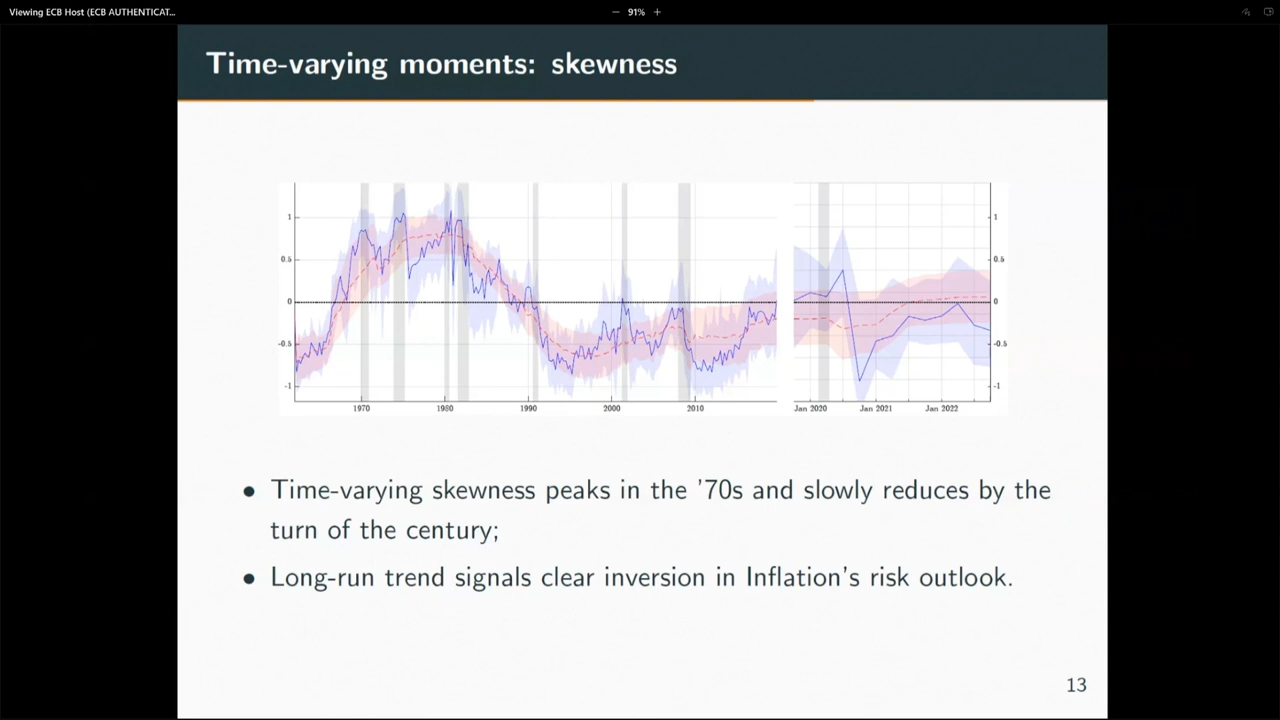 Viewing ECB Host (ECB AUTHENTICAT...
91%
Time-varying moments: skewness
1
0.5
0
-0.5
-1
1970
1980
1990
2000
2010
1
0.5
0
-0.5
-1
Jan 2020
Jan 2021
Jan 2022
• Time-varying skewness peaks in the '70s and slowly reduces by the
turn of the century;
• Long-run trend signals clear inversion in Inflation's risk outlook.
13